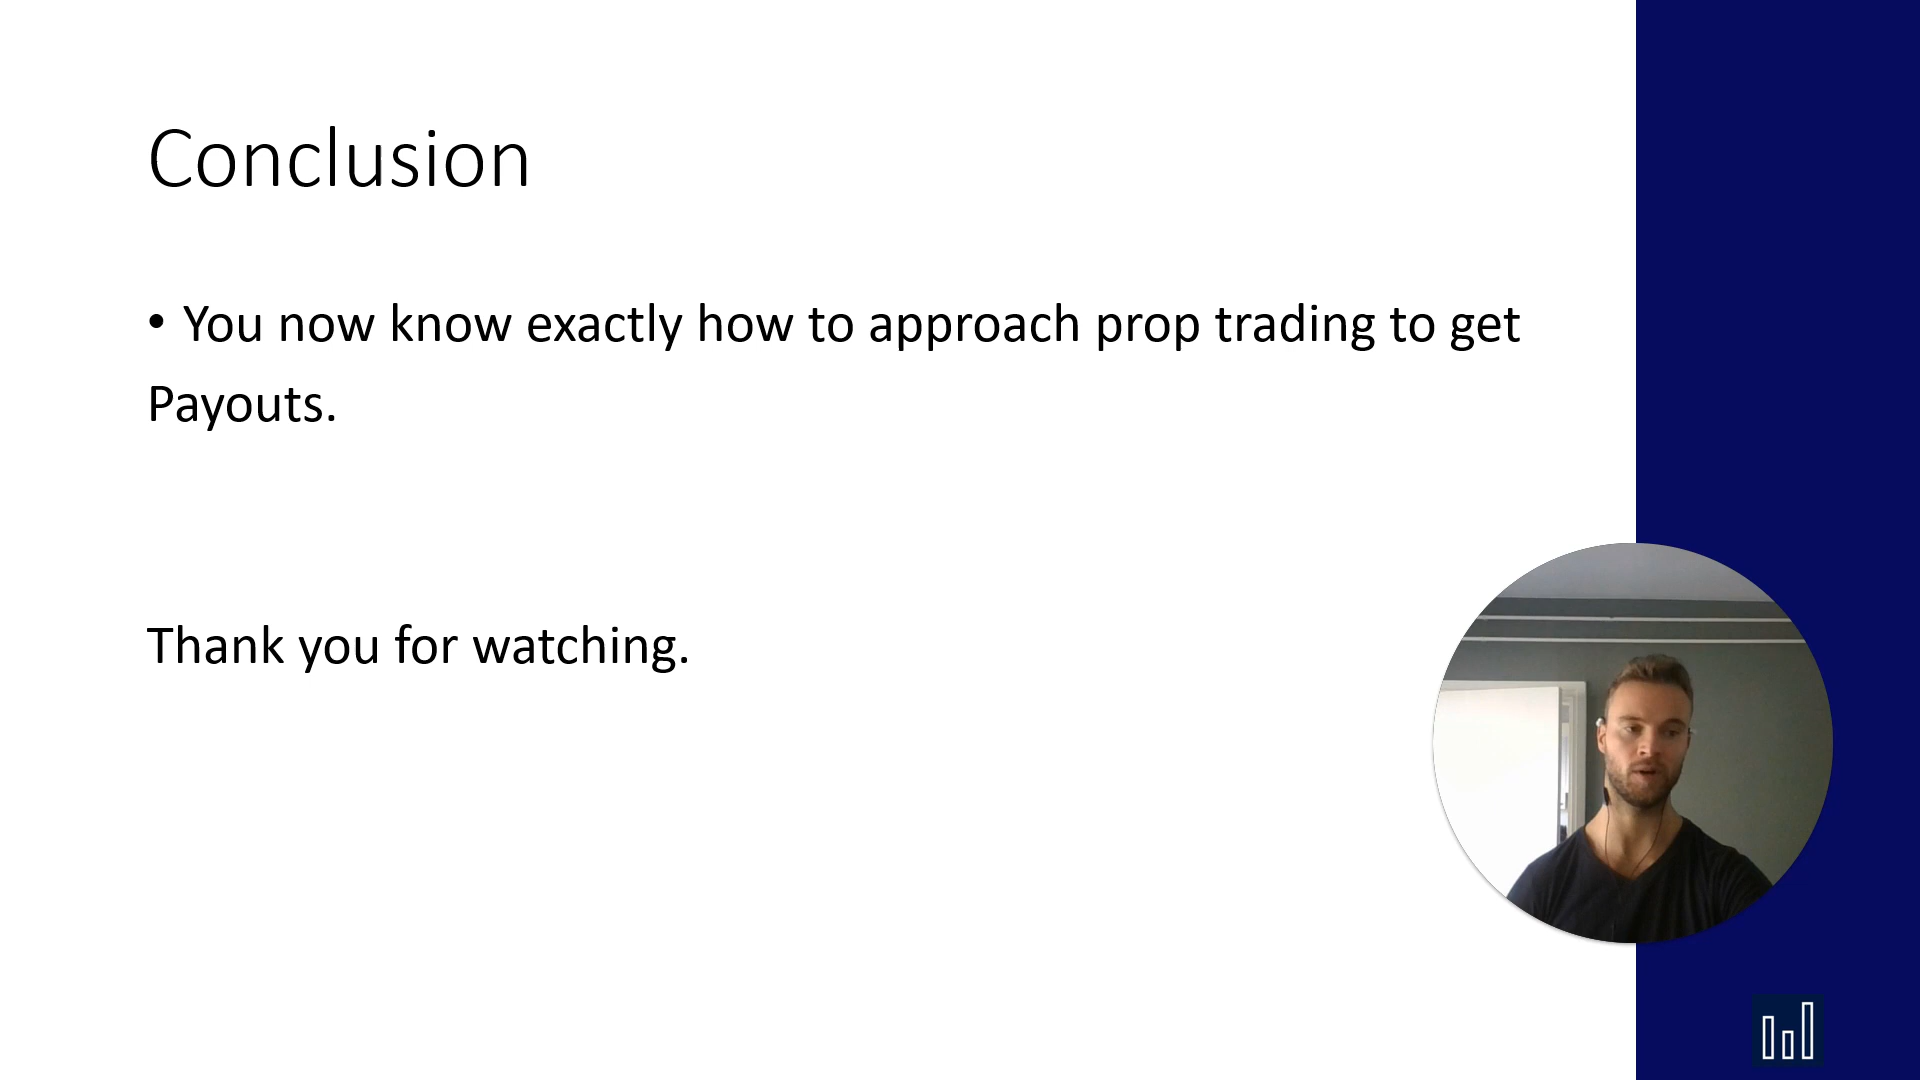 Conclusion
• You now know exactly how to approach prop trading to get
Payouts.
Thank you for watching.